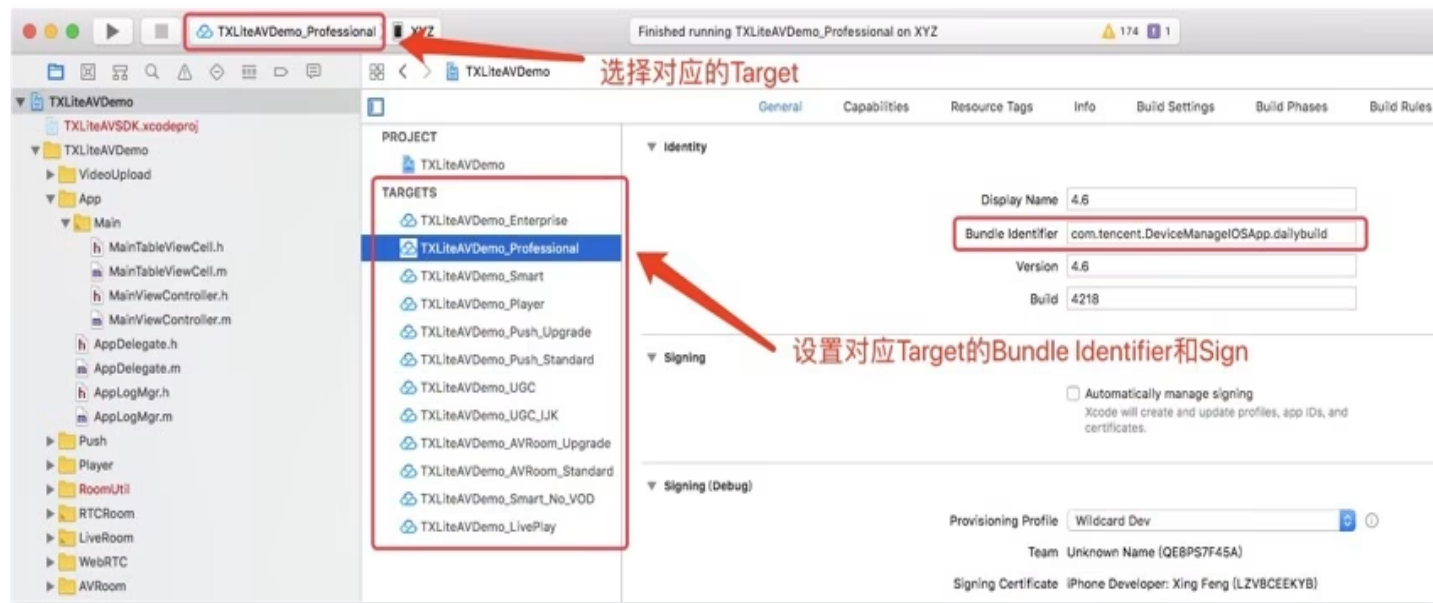 TXLiteAVDemo_Professional
XYZ
Finished running TXLiteAVDemo_Professional on XYZ
174
1
TXLiteAVDemo
选择对应的Target
TXLiteAVDemo
TXLiteAVSDK.xcodeproj
TXLiteAVDemo
VideoUpload
App
Main
MainTableViewCell.h
MainTableViewCell.m
MainViewController.h
MainViewController.m
AppDelegate.h
AppDelegate.m
AppLogMgr.h
AppLogMgr.m
Push
Player
RoomUtil
RTCRoom
LiveRoom
WebRTC
AVRoom
PROJECT
TXLiteAVDemo
TARGETS
TXLiteAVDemo_Enterprise
TXLiteAVDemo_Professional
TXLiteAVDemo_Smart
TXLiteAVDemo_Player
TXLiteAVDemo_Push_Upgrade
TXLiteAVDemo_Push_Standard
TXLiteAVDemo_UGC
TXLiteAVDemo_UGC_IJK
TXLiteAVDemo_AVRoom_Upgrade
TXLiteAVDemo_AVRoom_Standard
TXLiteAVDemo_Smart_No_VOD
TXLiteAVDemo_LivePlay
General Capabilities Resource Tags Info Build Settings Build Phases Build Rules
Identity
Display Name 4.6
Bundle Identifier com.tencent.DeviceManageIOSApp.dailybuild
Version 4.6
Build 4218
设置对应Target的Bundle Identifier和Sign
Signing
Automatically manage signing
Xcode will create and update profiles, app IDs, and
certificates.
Signing (Debug)
Provisioning Profile Wildcard Dev
Team Unknown Name (QE8PS7F45A)
Signing Certificate iPhone Developer: Xing Feng (LZVBCEEKYB)